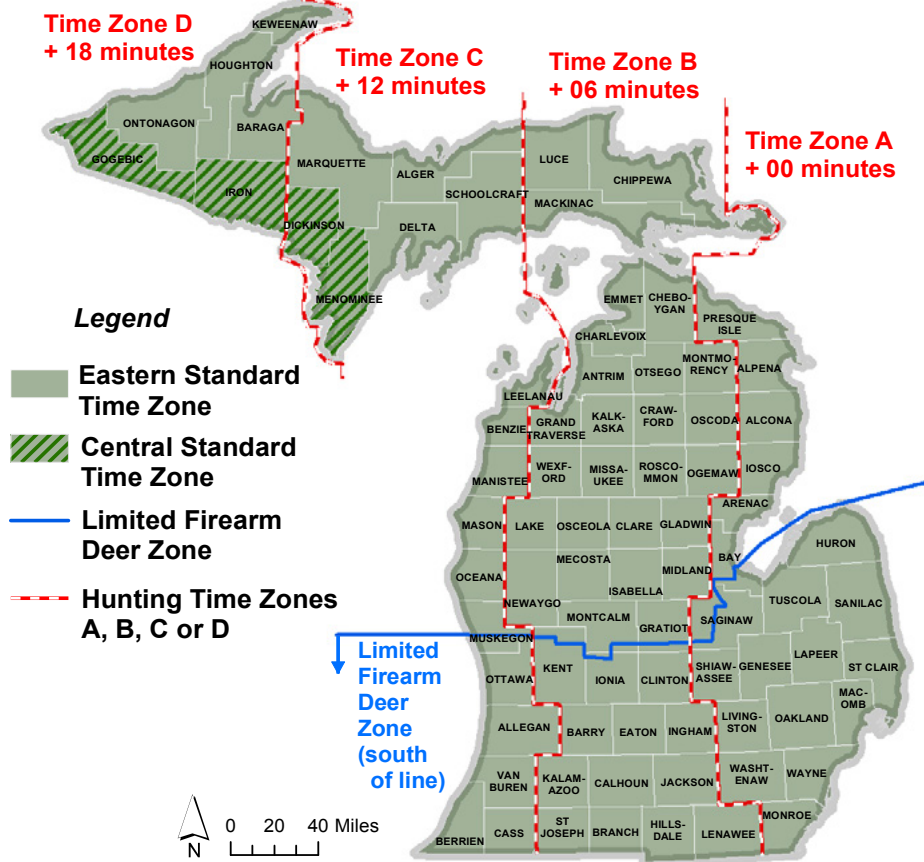 Time Zone D
+ 18 minutes
Time Zone C
+ 12 minutes
Time Zone B
+ 06 minutes
Time Zone A
+ 00 minutes
KEWEENAW
HOUGHTON
ONTONAGON
BARAGA
GOGEBIC
IRON
MARQUETTE
DICKINSON
MENOMINEE
ALGER
DELTA
SCHOOLCRAFT
LUCE
CHIPPEWA
MACKINAC
EMMET
CHEBO-
YGAN
PRESQUE
ISLE
CHARLEVOIX
ANTRIM
OTSEGO
MONTMO-
RENCY
ALPENA
LEELANAU
BENZIE
GRAND
TRAVERSE
KALK-
ASKA
CRAW-
FORD
OSCODA
ALCONA
MANISTEE
WEXF-
ORD
MISSA-
UKEE
ROSCO-
MMON
OGEMAW
IOSCO
ARENAC
MASON
LAKE
OSCEOLA
CLARE
GLADWIN
BAY
HURON
OCEANA
NEWAYGO
MECOSTA
ISABELLA
MIDLAND
TUSCOLA
SANILAC
MUSKEGON
MONTCALM
GRATIOT
SAGINAW
OTTAWA
KENT
IONIA
CLINTON
SHIAW-
ASSEE
GENESEE
LAPEER
ST CLAIR
MAC-
OMB
ALLEGAN
BARRY
EATON
INGHAM
LIVING-
STON
OAKLAND
VAN
BUREN
KALAM-
AZOO
CALHOUN
JACKSON
WASHT-
ENAW
WAYNE
BERRIEN
CASS
ST
JOSEPH
BRANCH
HILLS-
DALE
LENAWEE
MONROE
Legend
Eastern Standard
Time Zone
Central Standard
Time Zone
Limited Firearm
Deer Zone
Hunting Time Zones
A, B, C or D
Limited
Firearm
Deer
Zone
(south
of line)
N
0 20 40 Miles